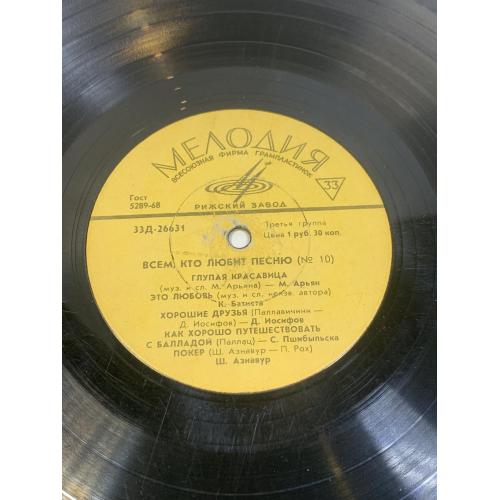 МЕЛОДИЯ
ВСЕСОЮЗНАЯ ФИРМА ГРАМПЛАСТИНОК
33
Гост
5289-68
РИЖСКИЙ ЗАВОД
33Д-26631
Третья группа
Цена 1 руб. 30 коп.
ВСЕМ, КТО ЛЮБИТ ПЕСНЮ (№ 10)
ГЛУПАЯ КРАСАВИЦА
(муз. и сл. М. Арьяна) — М. Арьян
ЭТО ЛЮБОВЬ (муз. и сл. неизв. автора)
К. Батиста
ХОРОШИЕ ДРУЗЬЯ (Паллавичини —
Д. Иосифов) — Д. Иосифов
КАК ХОРОШО ПУТЕШЕСТВОВАТЬ
С БАЛЛАДОЙ (Паллац) — С. Пшибыльска
ПОКЕР (Ш. Азнавур — П. Рох)
Ш. Азнавур